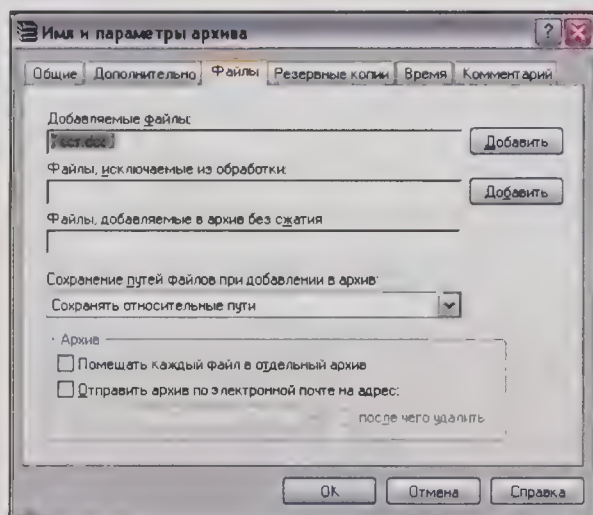 Имя и параметры архива
Общие Дополнительно Файлы Резервные копии Время Комментарий
Добавляемые файлы:
Добавить
Файлы, исключаемые из обработки:
Добавить
Файлы, добавляемые в архив без сжатия
Сохранение путей файлов при добавлении в архив:
Сохранять относительные пути
Архив
Помещать каждый файл в отдельный архив
Отправить архив по электронной почте на адрес:
после чего удалить
OK Отмена Справка